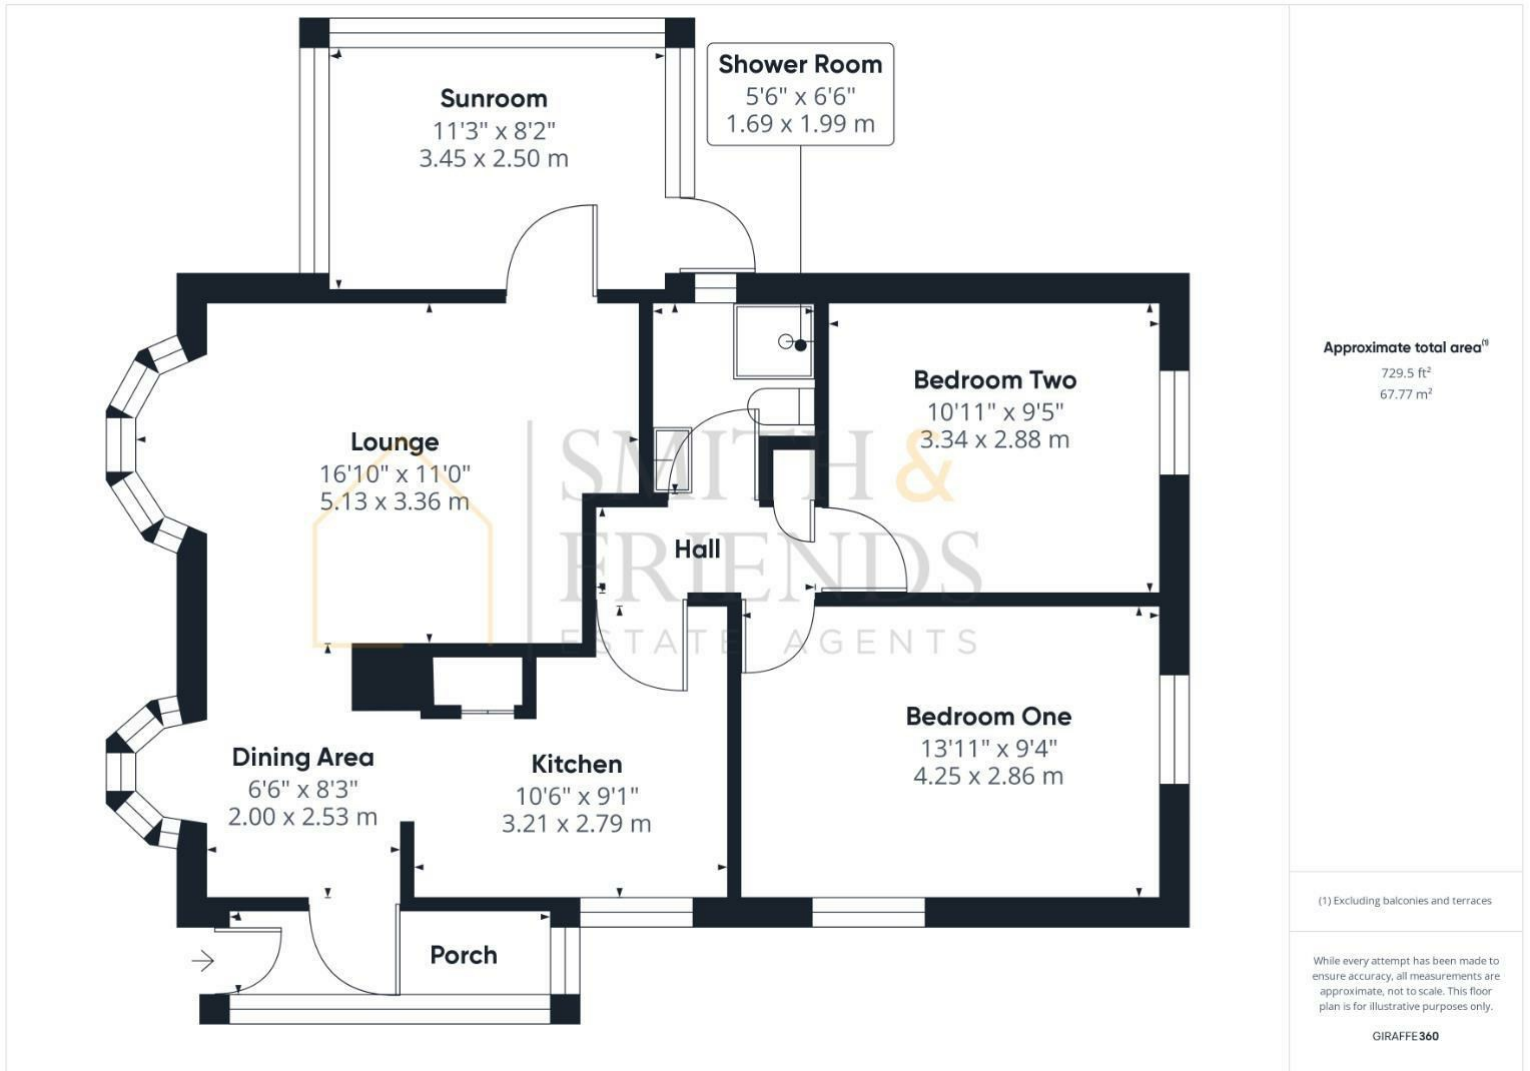 Sunroom
11'3" x 8'2"
3.45 x 2.50 m
Shower Room
5'6" x 6'6"
1.69 x 1.99 m
Bedroom Two
10'11" x 9'5"
3.34 x 2.88 m
Lounge
16'10" x 11'0"
5.13 x 3.36 m
SMITH &
FRIENDS
ESTATE AGENTS
Hall
Bedroom One
13'11" x 9'4"
4.25 x 2.86 m
Dining Area
6'6" x 8'3"
2.00 x 2.53 m
Kitchen
10'6" x 9'1"
3.21 x 2.79 m
Porch
Approximate total area(1)
729.5 ft²
67.77 m²
(1) Excluding balconies and terraces
While every attempt has been made to
ensure accuracy, all measurements are
approximate, not to scale. This floor
plan is for illustrative purposes only.
GIRAFFE360